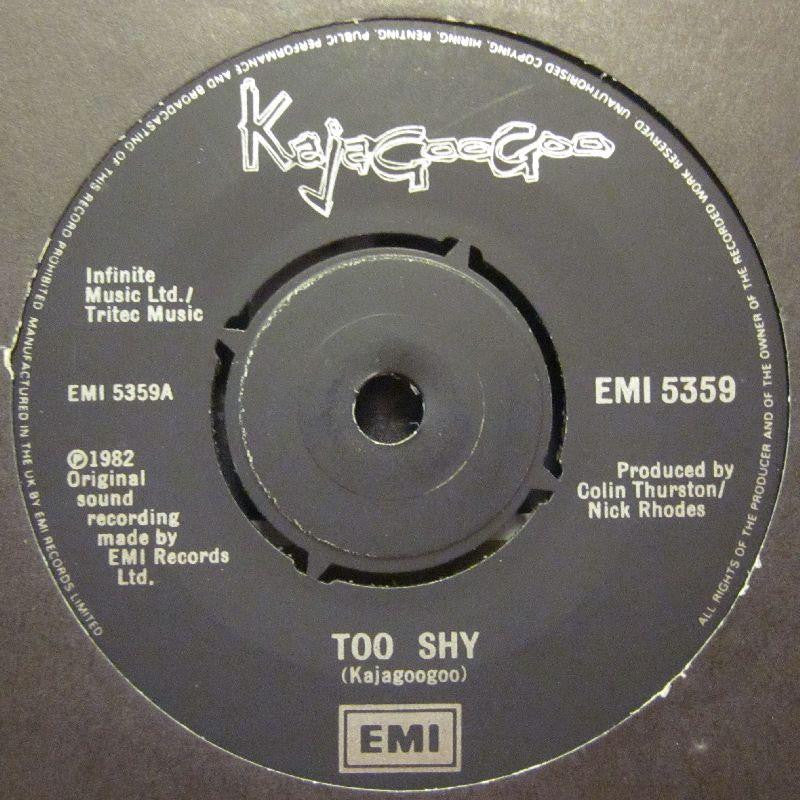 KajaGooGoo
Infinite
Music Ltd./
Tritec Music
EMI 5359A
EMI 5359
Ⓟ1982
Original
sound
recording
made by
EMI Records
Ltd.
Produced by
Colin Thurston/
Nick Rhodes
TOO SHY
(Kajagoogoo)
EMI
ALL RIGHTS OF THE PRODUCER AND OF THE OWNER OF THE RECORDED WORK RESERVED UNAUTHORISED COPYING, HIRING, RENTING, PUBLIC PERFORMANCE AND BROADCASTING OF THIS RECORD PROHIBITED MANUFACTURED IN THE UK BY EMI RECORDS LIMITED